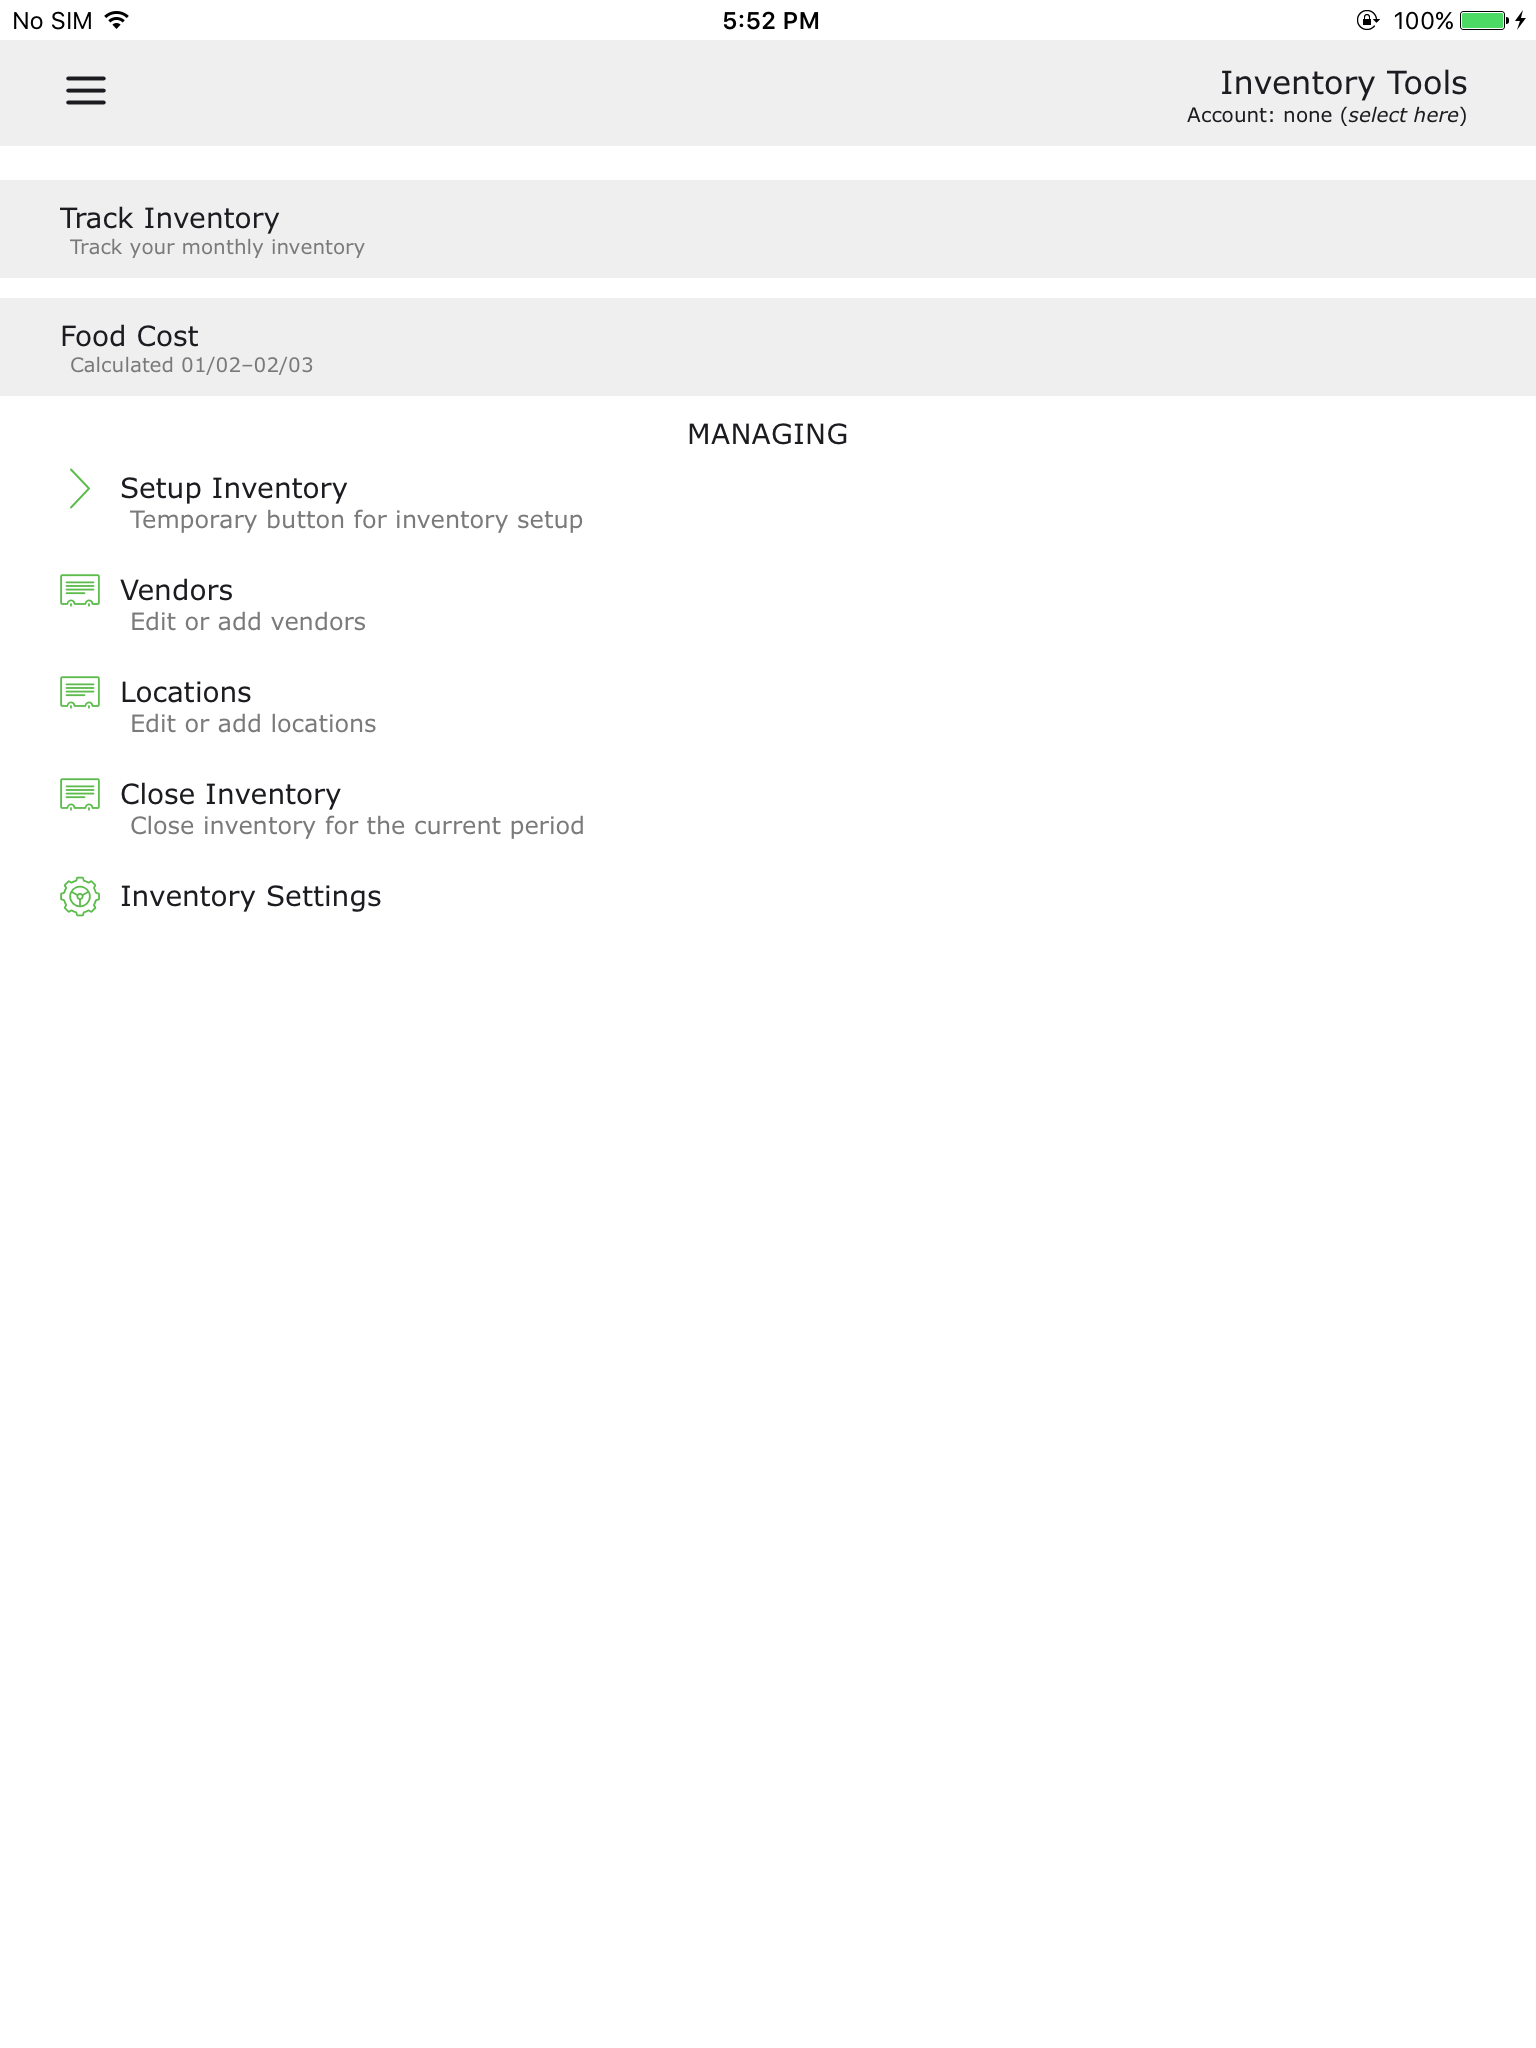 No SIM
5:52 PM
100%
Inventory Tools
Account: none (select here)
Track Inventory
Track your monthly inventory
Food Cost
Calculated 01/02–02/03
MANAGING
Setup Inventory
Temporary button for inventory setup
Vendors
Edit or add vendors
Locations
Edit or add locations
Close Inventory
Close inventory for the current period
Inventory Settings